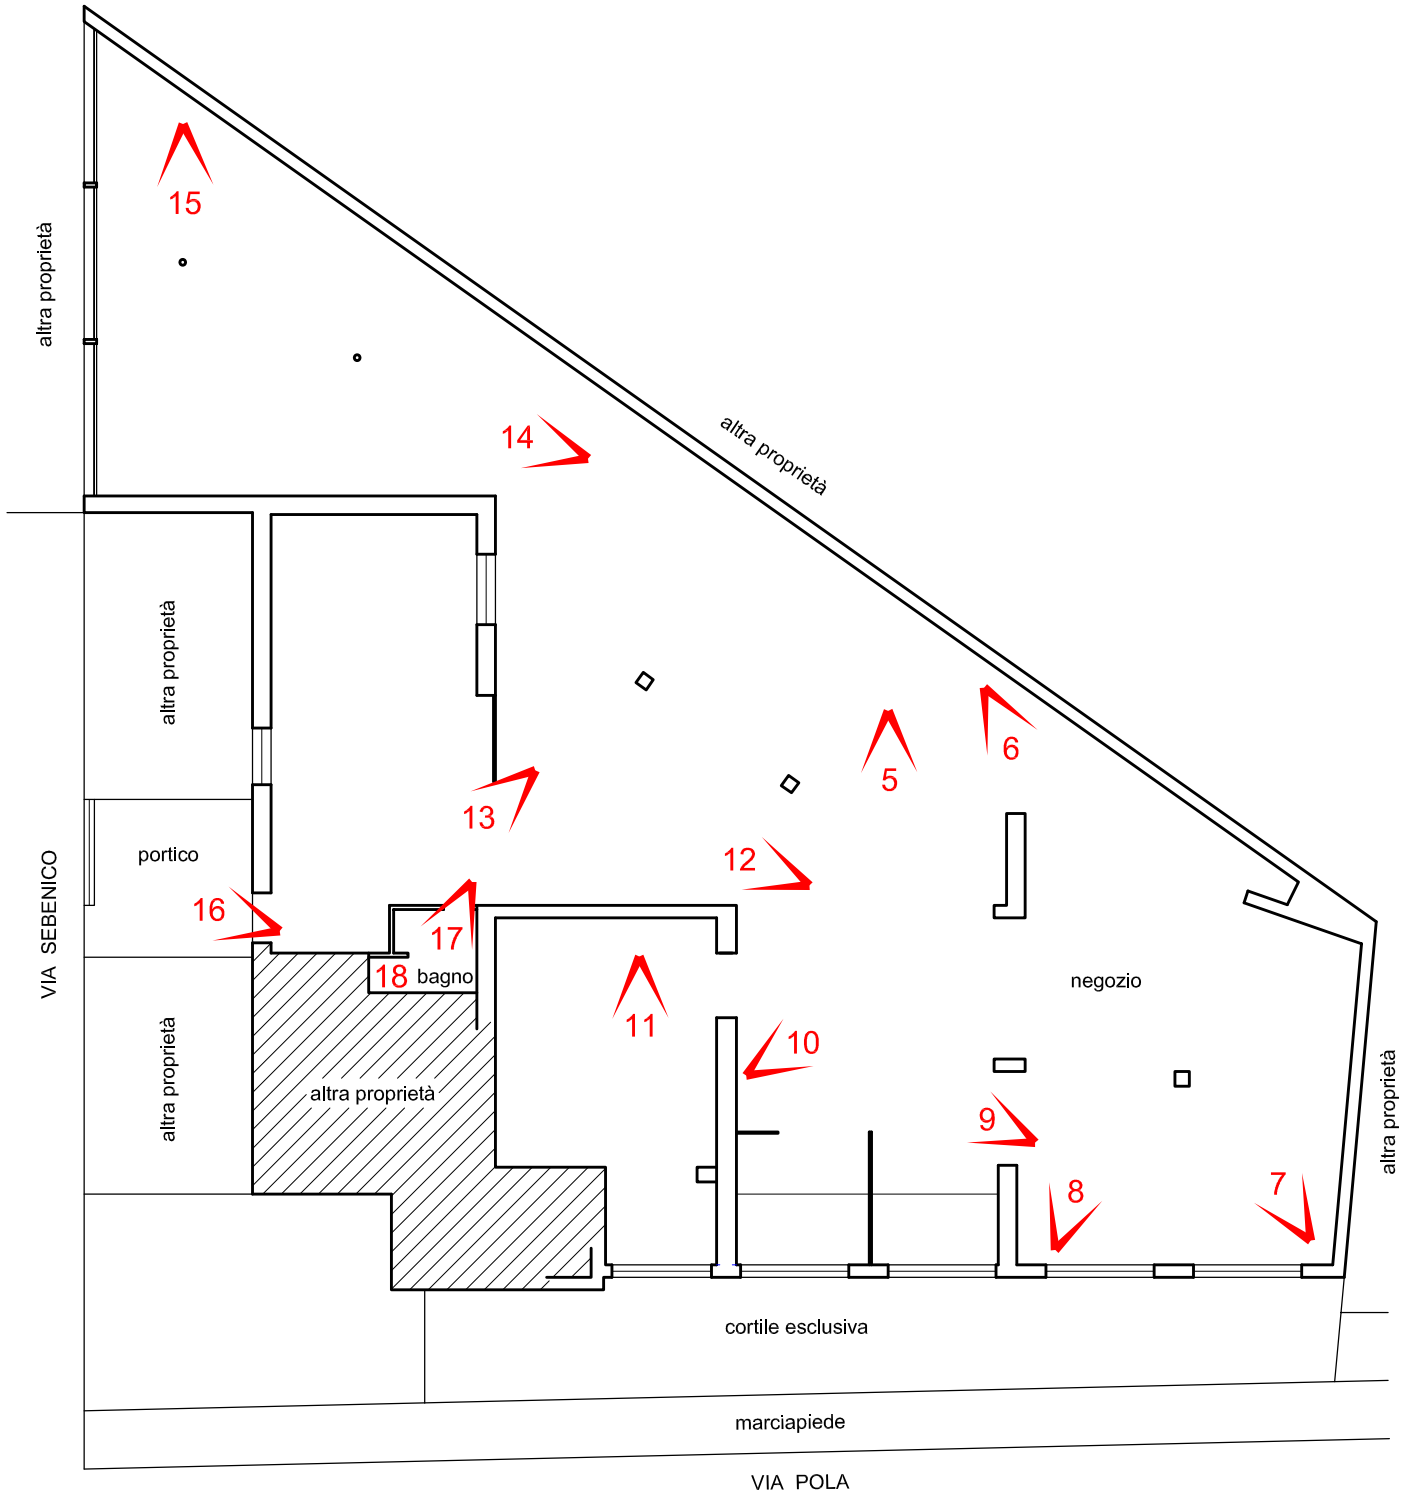 15
altra proprietà
14
altra proprietà
altra proprietà
6
5
13
portico
12
VIA SEBENICO
16
17
18
bagno
negozio
11
10
altra proprietà
altra proprietà
altra proprietà
9
8
7
cortile esclusiva
marciapiede
VIA POLA